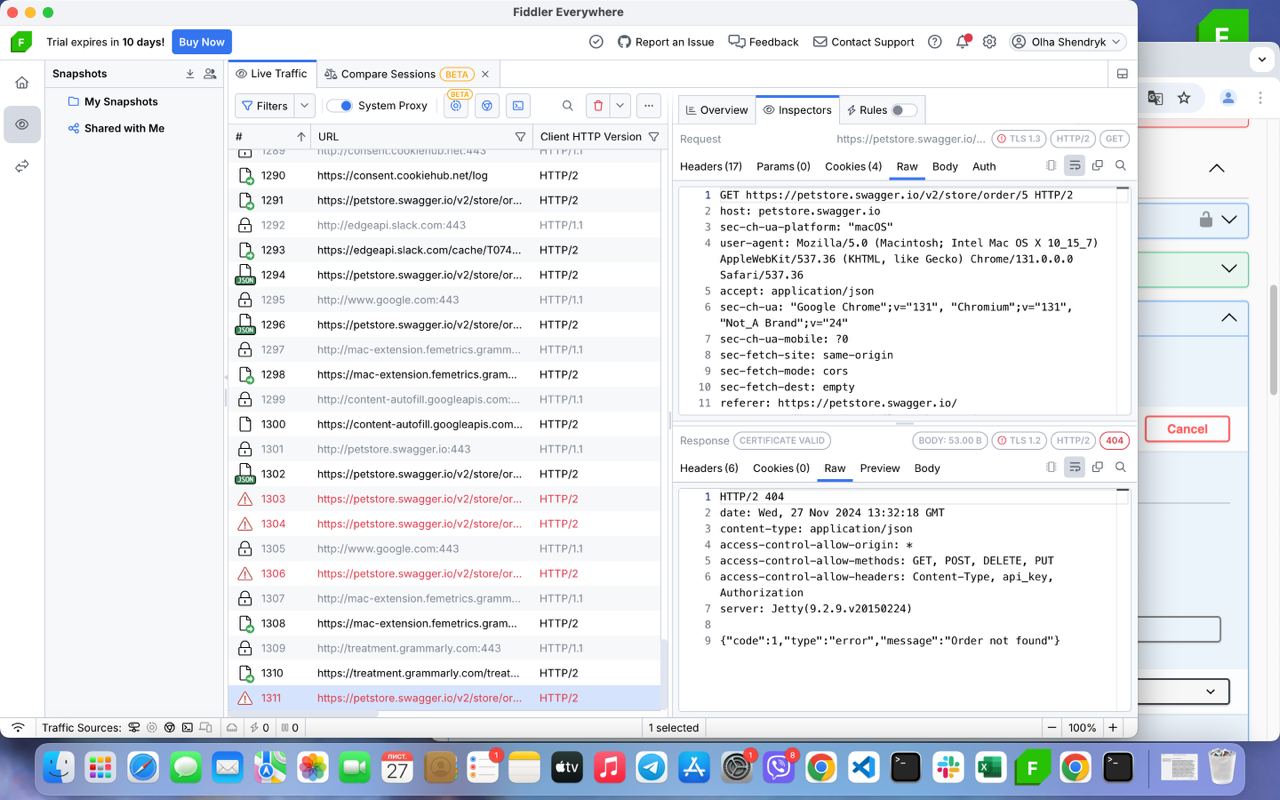 Fiddler Everywhere
F
Trial expires in 10 days!
Buy Now
Report an Issue
Feedback
Contact Support
Olha Shendryk
Snapshots
My Snapshots
Shared with Me
Live Traffic
Compare Sessions
BETA
Filters
System Proxy
BETA
#
URL
Client HTTP Version
1289 http://consent.cookiehub.net:443 HTTP/1.1
1290 https://consent.cookiehub.net/log HTTP/2
1291 https://petstore.swagger.io/v2/store/or... HTTP/2
1292 http://edgeapi.slack.com:443 HTTP/1.1
1293 https://edgeapi.slack.com/cache/T074... HTTP/2
JSON 1294 https://petstore.swagger.io/v2/store/or... HTTP/2
1295 http://www.google.com:443 HTTP/1.1
JSON 1296 https://petstore.swagger.io/v2/store/or... HTTP/2
1297 http://mac-extension.femetrics.gramm... HTTP/1.1
1298 https://mac-extension.femetrics.gram... HTTP/2
1299 http://content-autofill.googleapis.com:... HTTP/1.1
1300 https://content-autofill.googleapis.com... HTTP/2
1301 http://petstore.swagger.io:443 HTTP/1.1
JSON 1302 https://petstore.swagger.io/v2/store/or... HTTP/2
1303 https://petstore.swagger.io/v2/store/or... HTTP/2
1304 https://petstore.swagger.io/v2/store/or... HTTP/2
1305 http://www.google.com:443 HTTP/1.1
1306 https://petstore.swagger.io/v2/store/or... HTTP/2
1307 http://mac-extension.femetrics.gramm... HTTP/1.1
1308 https://mac-extension.femetrics.gram... HTTP/2
1309 http://treatment.grammarly.com:443 HTTP/1.1
1310 https://treatment.grammarly.com/treat... HTTP/2
1311 https://petstore.swagger.io/v2/store/or... HTTP/2
Overview
Inspectors
Rules
Request
https://petstore.swagger.io/...
TLS 1.3
HTTP/2
GET
Headers (17)
Params (0)
Cookies (4)
Raw
Body
Auth
1 GET https://petstore.swagger.io/v2/store/order/5 HTTP/2
2 host: petstore.swagger.io
3 sec-ch-ua-platform: "macOS"
4 user-agent: Mozilla/5.0 (Macintosh; Intel Mac OS X 10_15_7)
AppleWebKit/537.36 (KHTML, like Gecko) Chrome/131.0.0.0
Safari/537.36
5 accept: application/json
6 sec-ch-ua: "Google Chrome";v="131", "Chromium";v="131",
"Not_A Brand";v="24"
7 sec-ch-ua-mobile: ?0
8 sec-fetch-site: same-origin
9 sec-fetch-mode: cors
10 sec-fetch-dest: empty
11 referer: https://petstore.swagger.io/
Response
CERTIFICATE VALID
BODY: 53.00 B
TLS 1.2
HTTP/2
404
Headers (6)
Cookies (0)
Raw
Preview
Body
1 HTTP/2 404
2 date: Wed, 27 Nov 2024 13:32:18 GMT
3 content-type: application/json
4 access-control-allow-origin: *
5 access-control-allow-methods: GET, POST, DELETE, PUT
6 access-control-allow-headers: Content-Type, api_key,
Authorization
7 server: Jetty(9.2.9.v20150224)
8
9 {"code":1,"type":"error","message":"Order not found"}
Cancel
Traffic Sources:
0
0
1 selected
100%
F
ЛИСТ.
27
1
tv
1
8
F